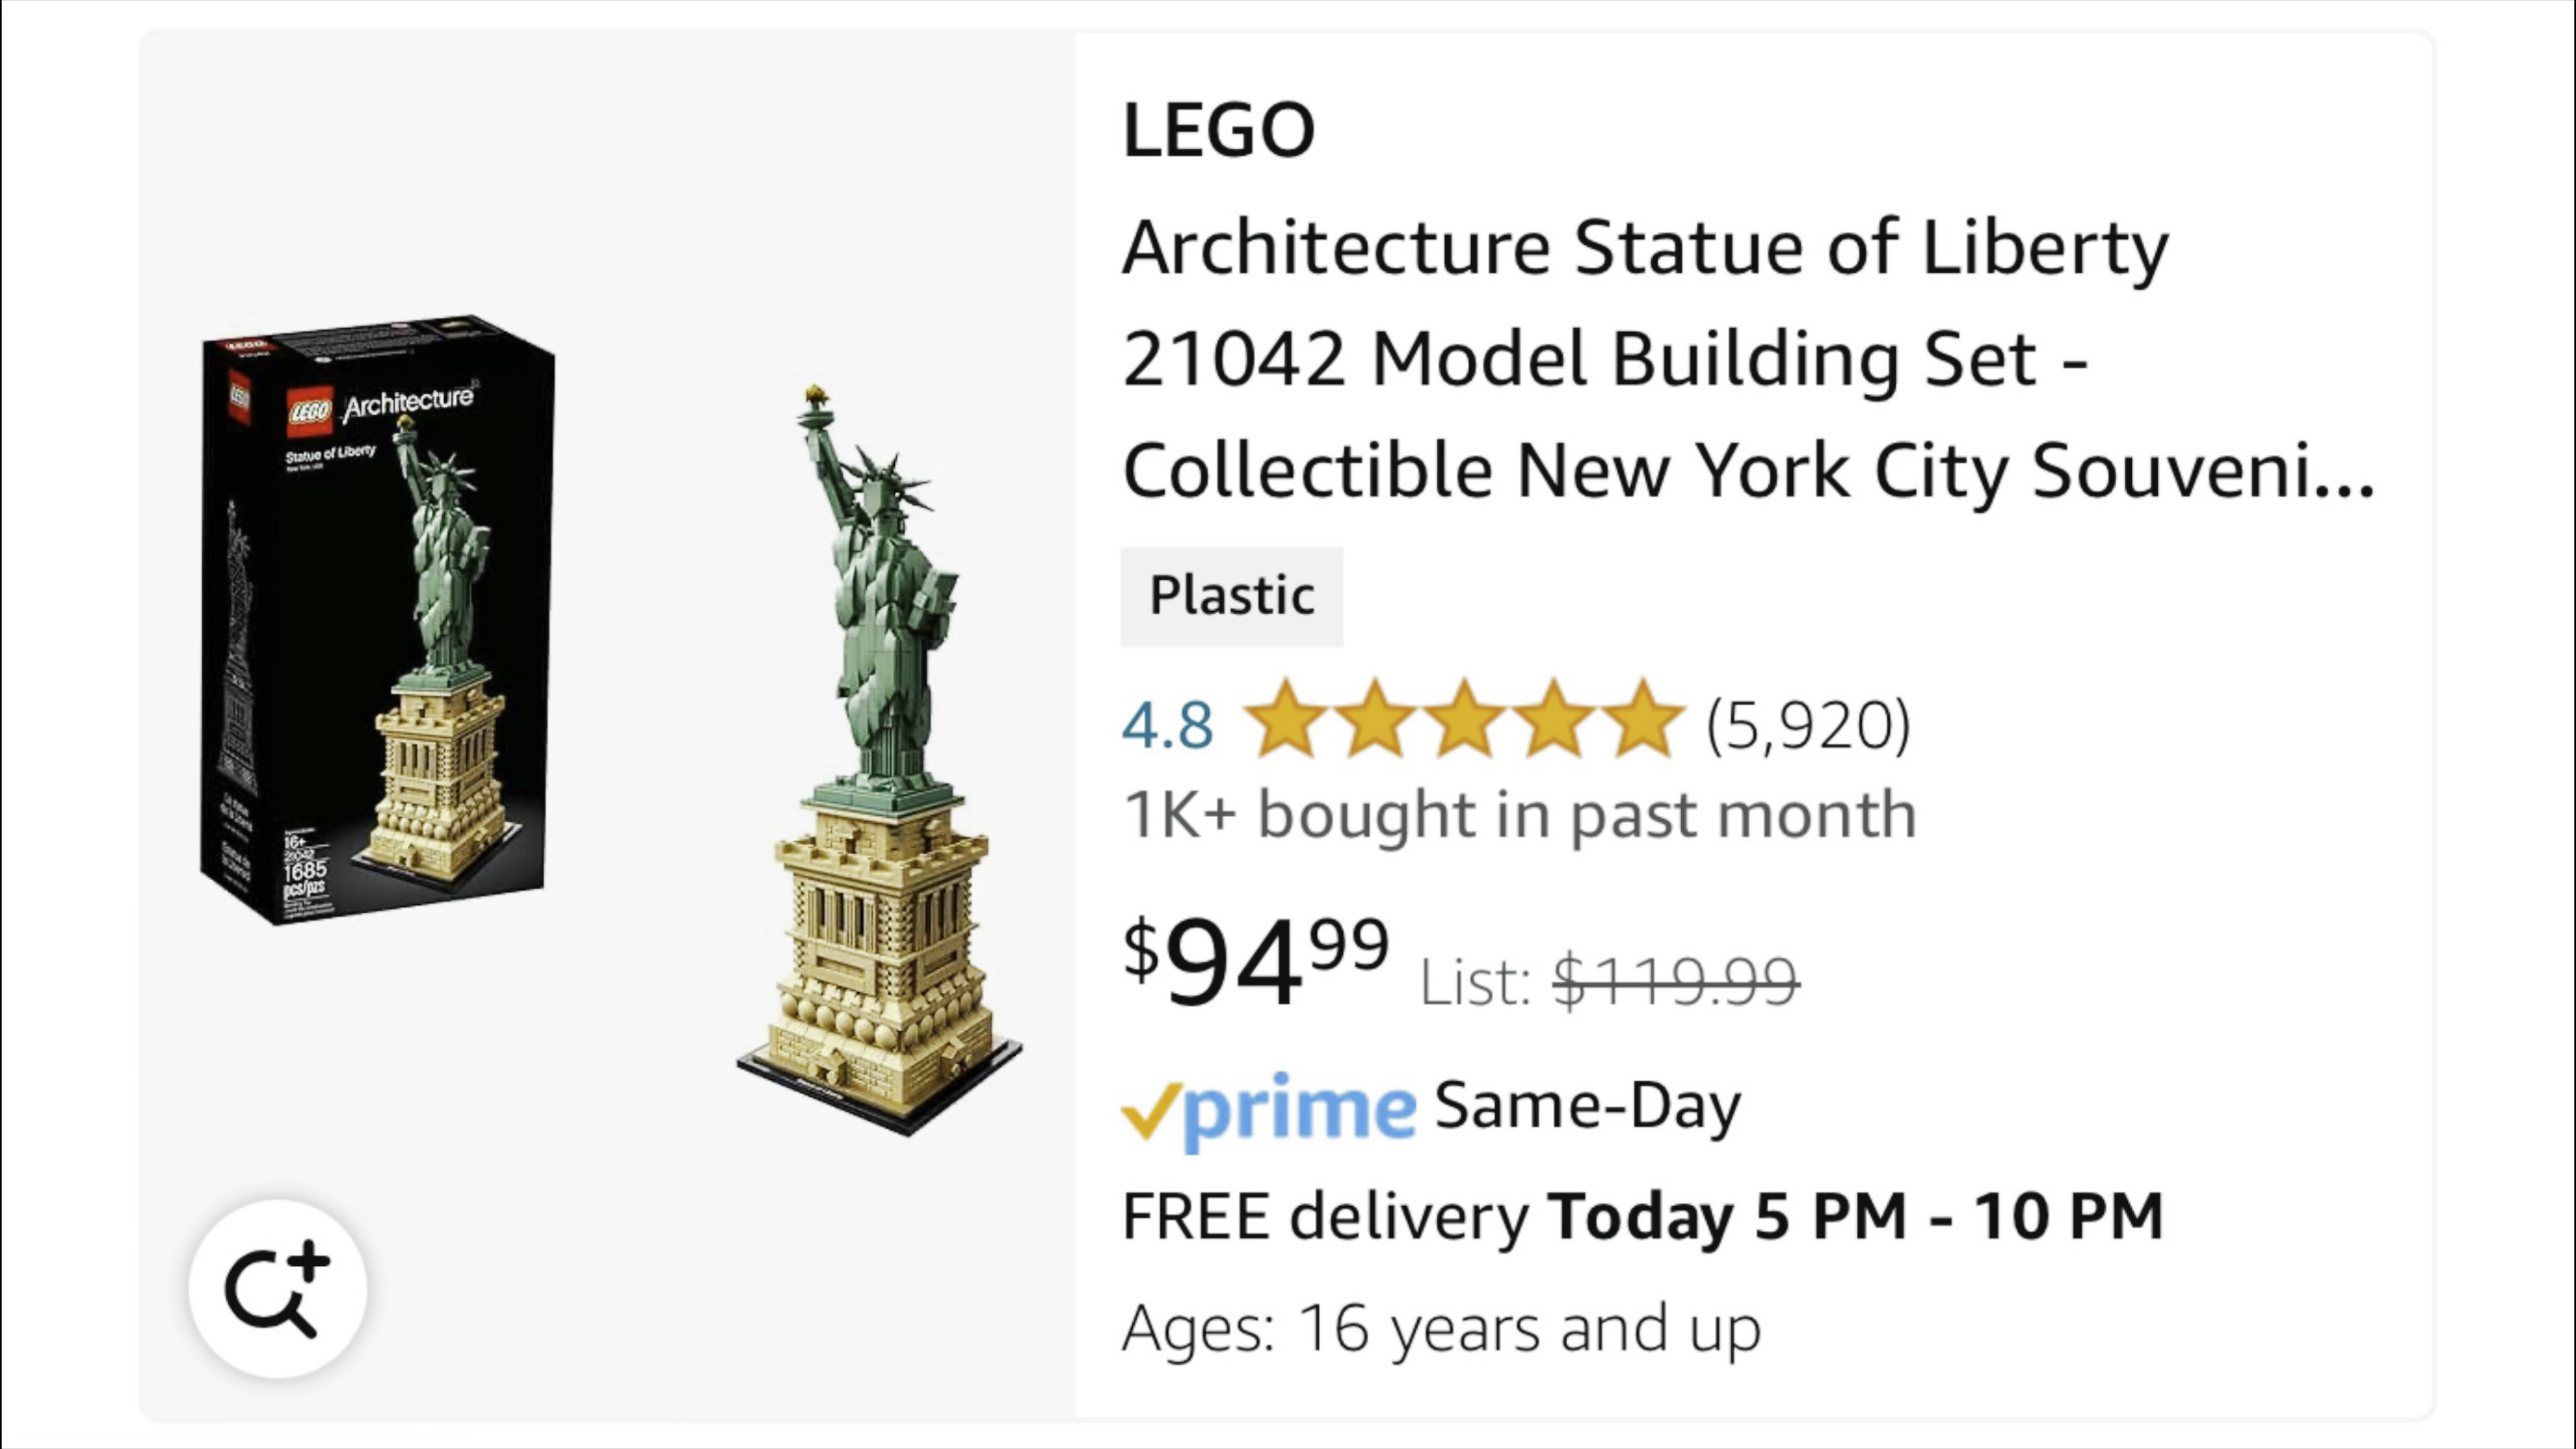 LEGO
Architecture
Statue of Liberty
16+
21042
1685
pcs/pzs
LEGO
Architecture Statue of Liberty
21042 Model Building Set -
Collectible New York City Souveni...
Plastic
4.8 (5,920)
1K+ bought in past month
$94.99 List: $119.99
prime Same-Day
FREE delivery Today 5 PM - 10 PM
Ages: 16 years and up